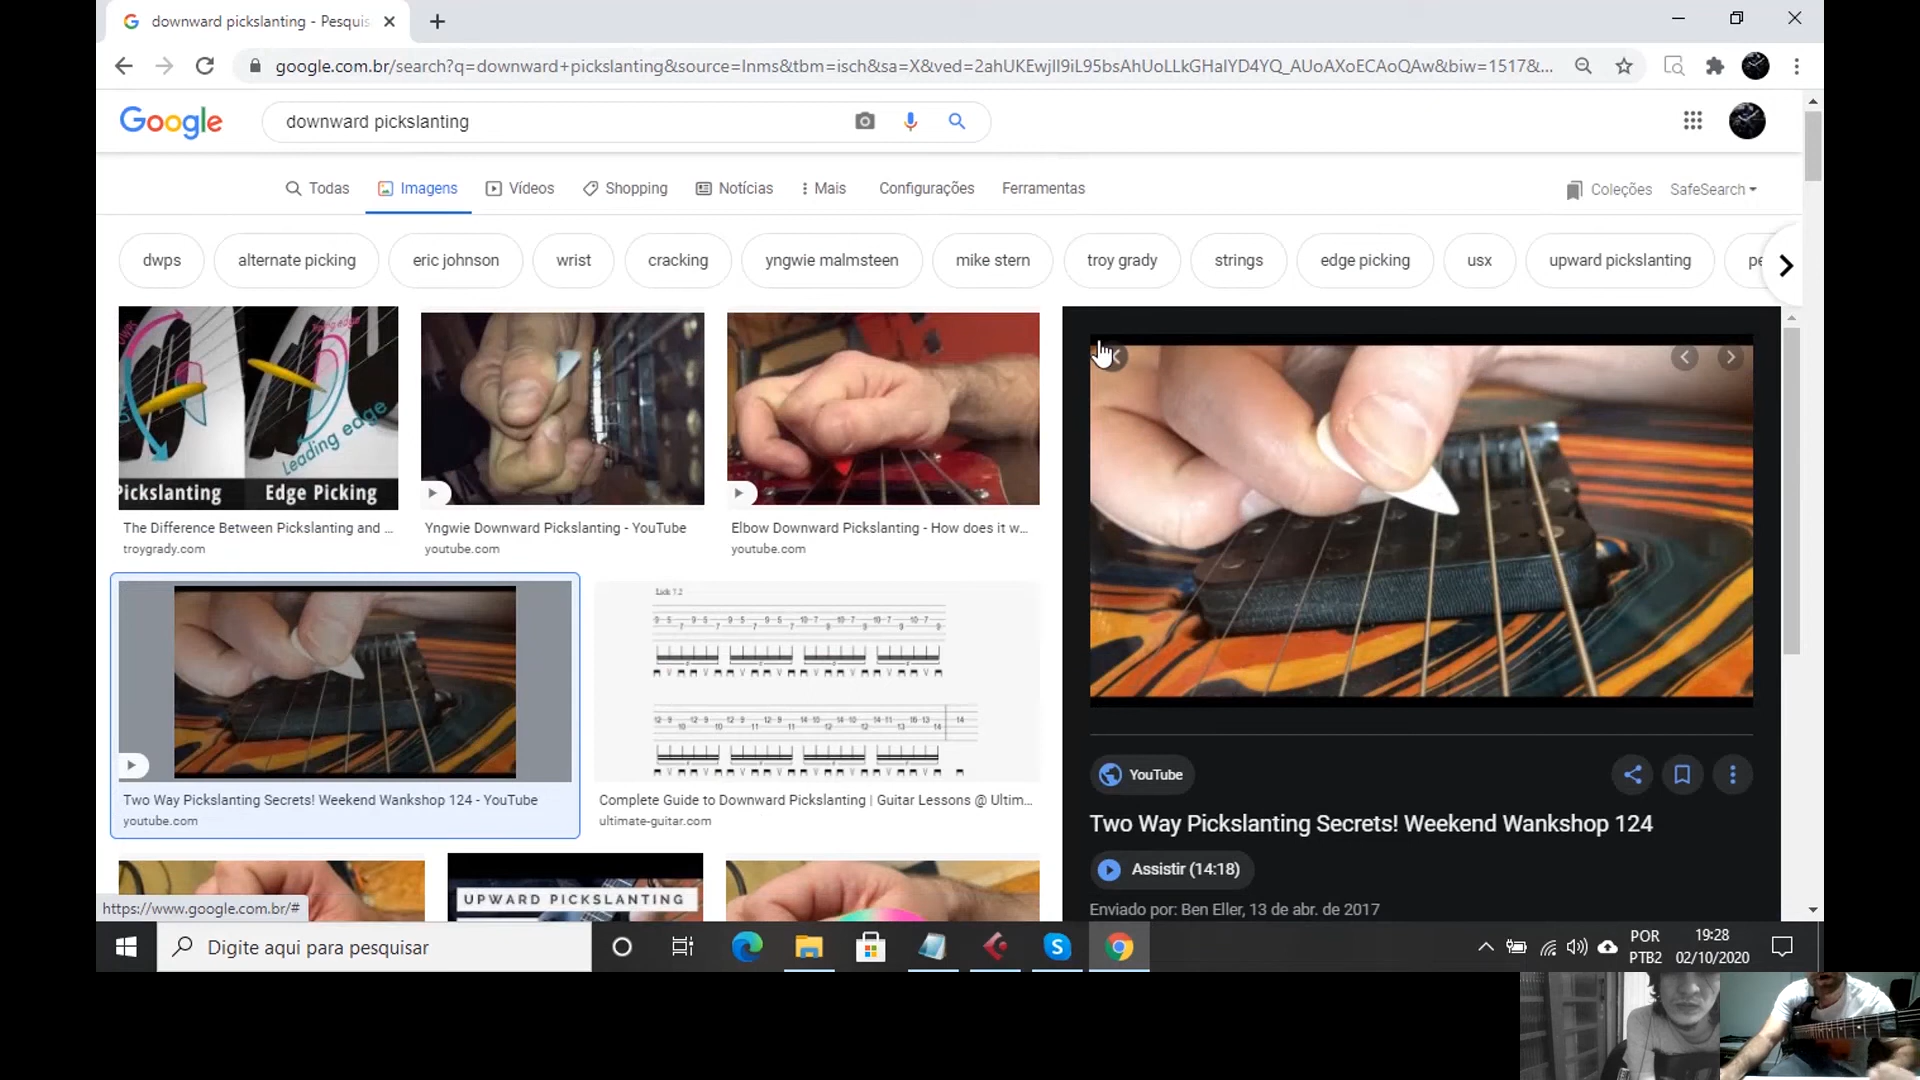 downward pickslanting - Pesquis
google.com.br/search?q=downward+pickslanting&source=lnms&tbm=isch&sa=X&ved=2ahUKEwjlI9iL95bsAhUoLLkGHaIYD4YQ_AUoAXoECAoQAw&biw=1517&...
Google
downward pickslanting
Todas
Imagens
Vídeos
Shopping
Notícias
Mais
Configurações
Ferramentas
Coleções
SafeSearch
dwps
alternate picking
eric johnson
wrist
cracking
yngwie malmsteen
mike stern
troy grady
strings
edge picking
usx
upward pickslanting
pe
Leading edge
Pickslanting
Edge Picking
The Difference Between Pickslanting and ...
troygrady.com
Yngwie Downward Pickslanting - YouTube
youtube.com
Elbow Downward Pickslanting - How does it w...
youtube.com
Two Way Pickslanting Secrets! Weekend Wankshop 124 - YouTube
youtube.com
Complete Guide to Downward Pickslanting | Guitar Lessons @ Ultim...
ultimate-guitar.com
YouTube
Two Way Pickslanting Secrets! Weekend Wankshop 124
Assistir (14:18)
Enviado por: Ben Eller, 13 de abr. de 2017
UPWARD PICKSLANTING
https://www.google.com.br/#
Digite aqui para pesquisar
POR
PTB2
19:28
02/10/2020